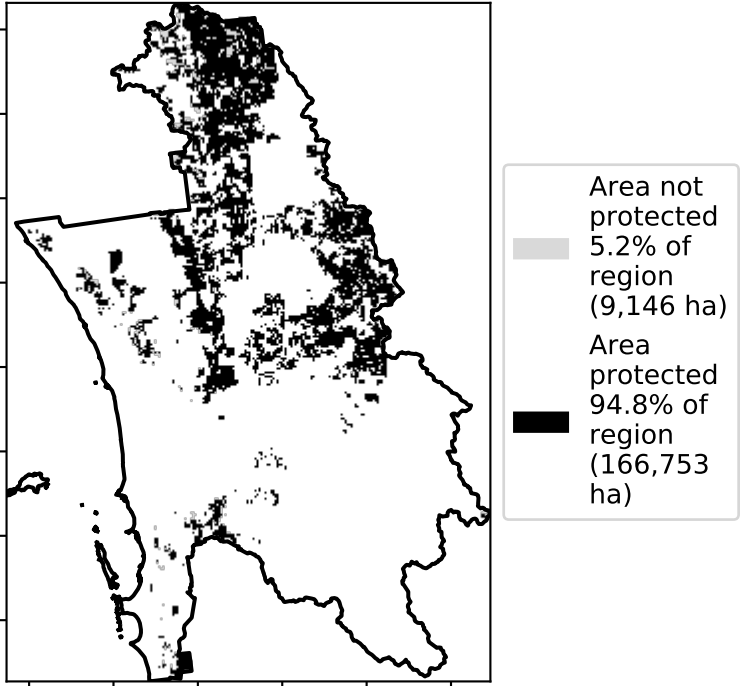 Area not
protected
5.2% of
region
(9,146 ha)
Area
protected
94.8% of
region
(166,753
ha)